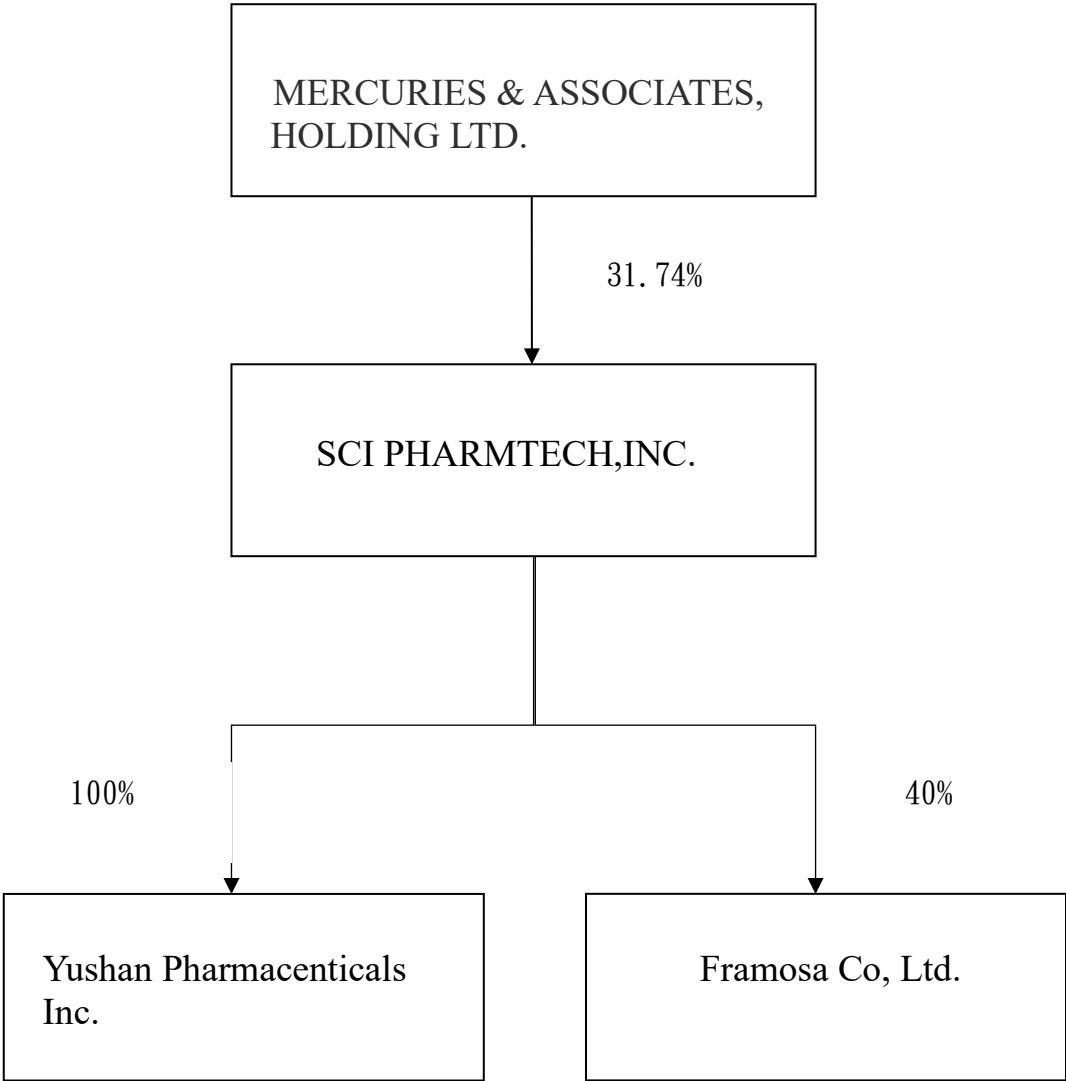 MERCURIES & ASSOCIATES,
HOLDING LTD.
31.74%
SCI PHARMTECH,INC.
100%
40%
Yushan Pharmacenticals
Inc.
Framosa Co, Ltd.